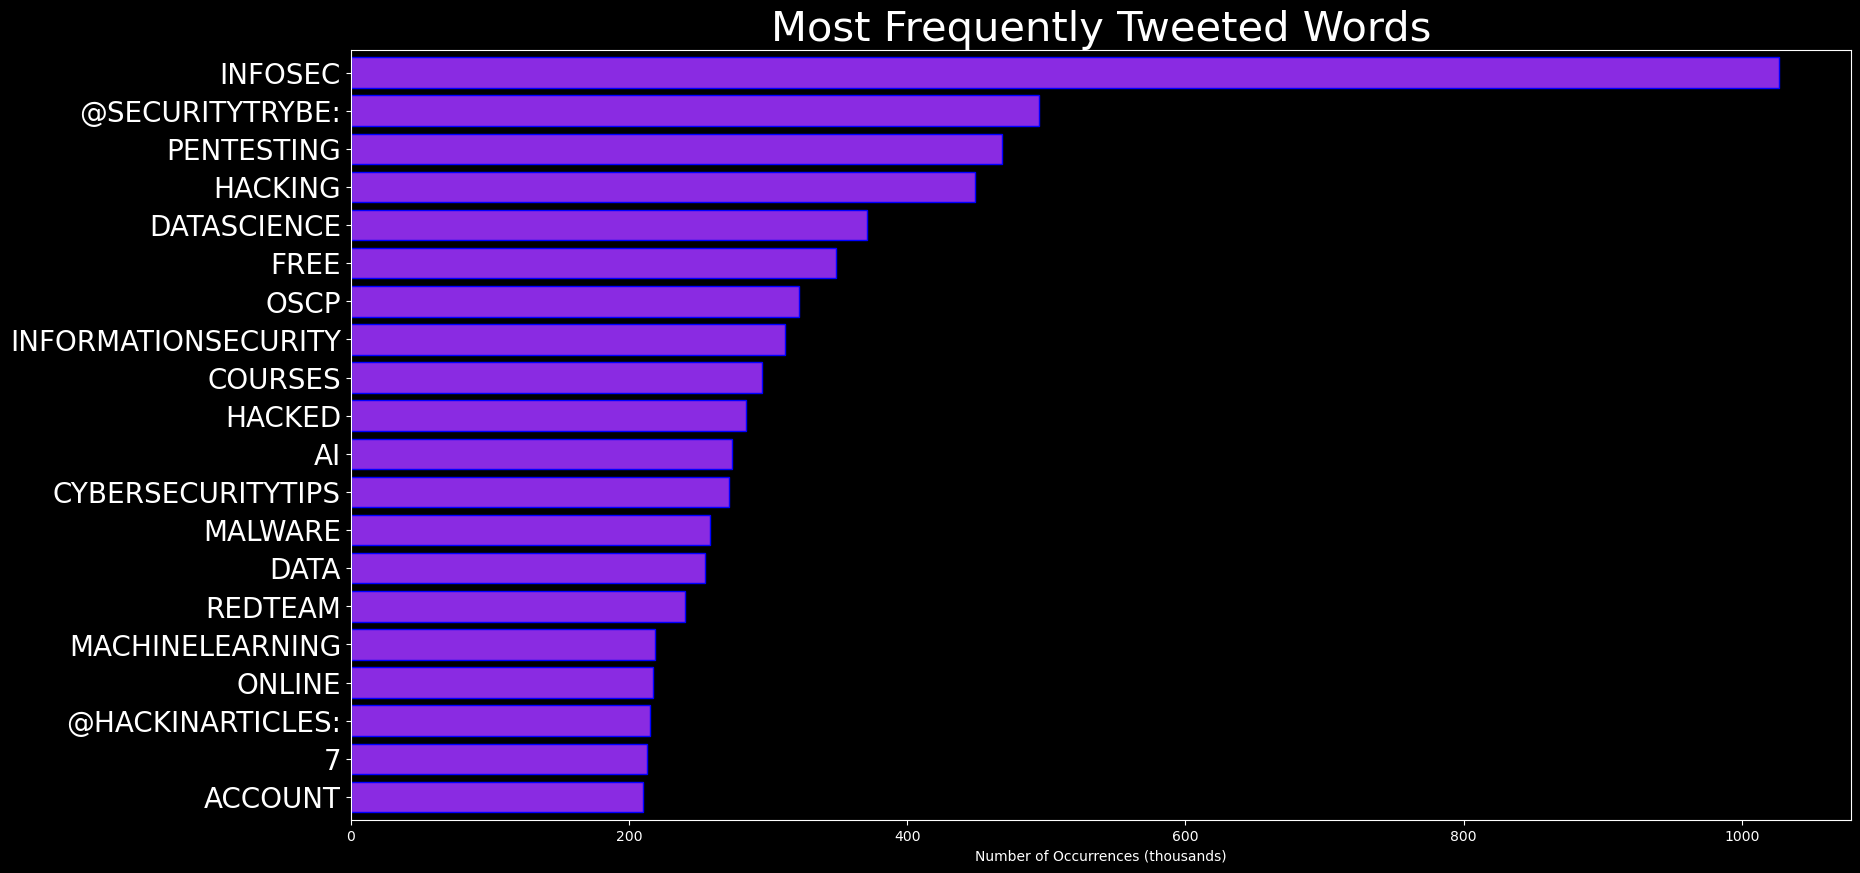 Most Frequently Tweeted Words
INFOSEC
@SECURITYTRYBE:
PENTESTING
HACKING
DATASCIENCE
FREE
OSCP
INFORMATIONSECURITY
COURSES
HACKED
AI
CYBERSECURITYTIPS
MALWARE
DATA
REDTEAM
MACHINELEARNING
ONLINE
@HACKINARTICLES:
7
ACCOUNT
0 200 400 600 800 1000
Number of Occurrences (thousands)